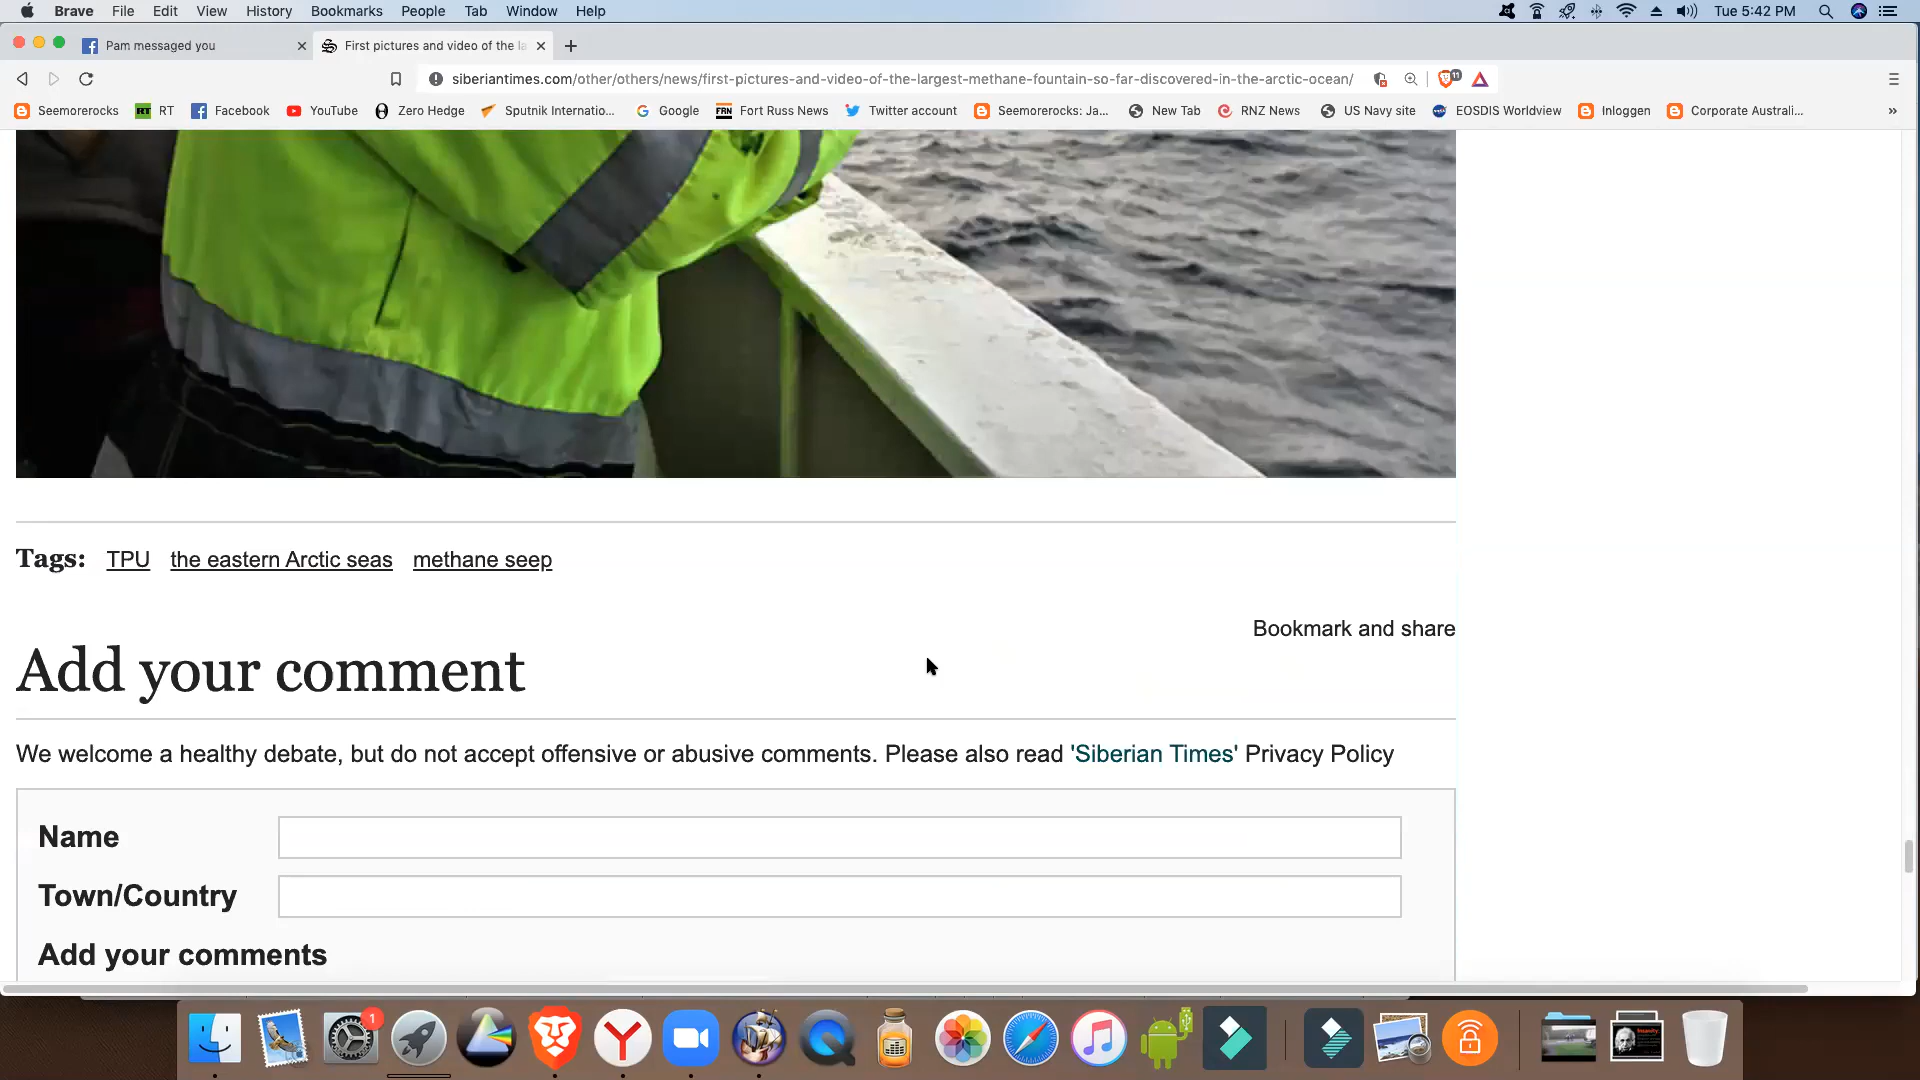 Brave File Edit View History Bookmarks People Tab Window Help Tue 5:42 PM
Pam messaged you First pictures and video of the la
siberiantimes.com/other/others/news/first-pictures-and-video-of-the-largest-methane-fountain-so-far-discovered-in-the-arctic-ocean/ 11
Seemorerocks RT RT Facebook YouTube Zero Hedge Sputnik Internatio... Google FRN Fort Russ News Twitter account Seemorerocks: Ja... New Tab RNZ News US Navy site EOSDIS Worldview Inloggen Corporate Australi... »
Tags: TPU the eastern Arctic seas methane seep
Bookmark and share
Add your comment
We welcome a healthy debate, but do not accept offensive or abusive comments. Please also read 'Siberian Times' Privacy Policy
Name
Town/Country
Add your comments
1